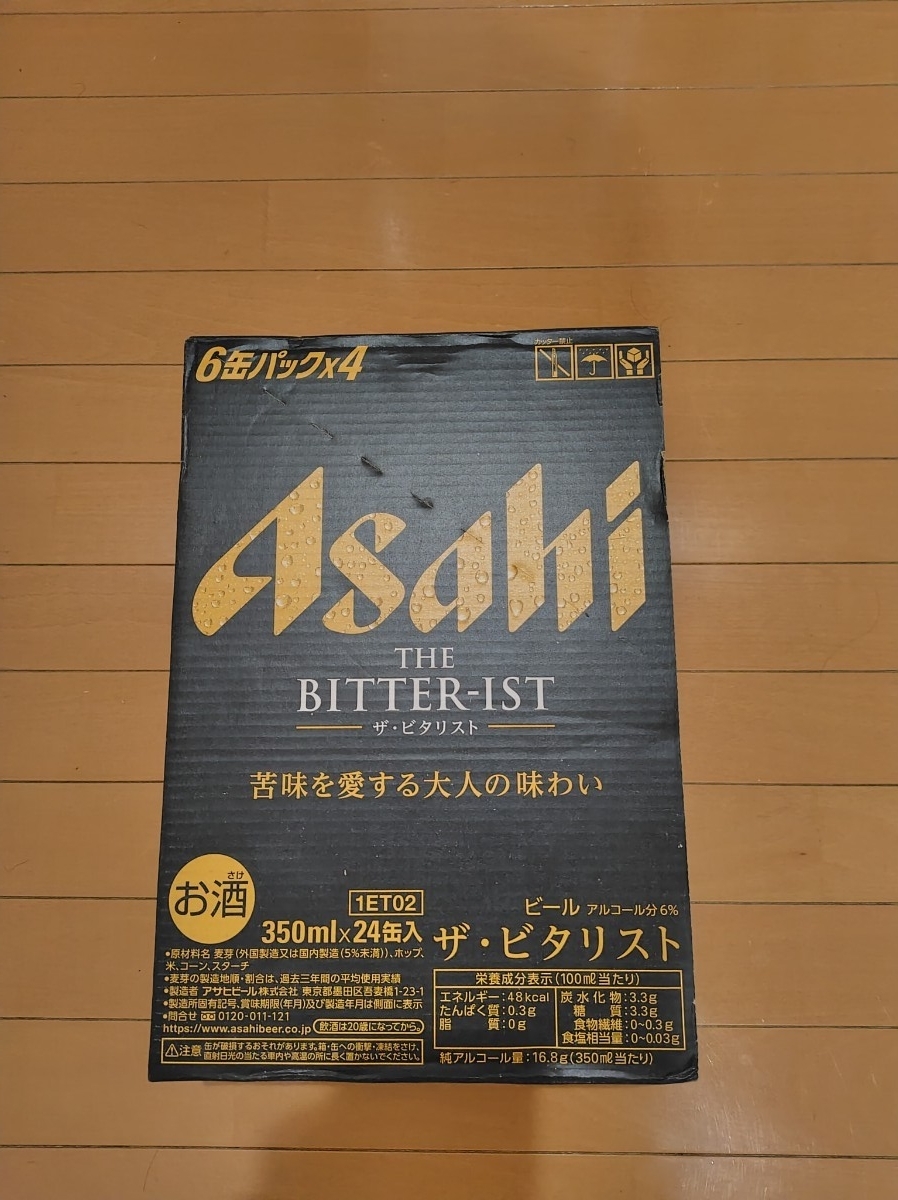 6缶パック×4
カッター禁止
Asahi
THE
BITTER-IST
ザ・ビタリスト
苦味を愛する大人の味わい
さけ
お酒
1ET02
350ml×24缶入
ビール アルコール分6%
ザ・ビタリスト
•原材料名 麦芽(外国製造又は国内製造(5%未満))、ホップ、
米、コーン、スターチ
•麦芽の製造地順・割合は、過去三年間の平均使用実績
•製造者 アサヒビール株式会社 東京都墨田区吾妻橋1-23-1
•製造所固有記号、賞味期限(年月)及び製造年月は側面に表示
•問合せ 0120-011-121
https://www.asahibeer.co.jp 飲酒は20歳になってから。
注意 缶が破損するおそれがあります。箱・缶への衝撃・凍結をさけ、
直射日光の当たる車内や高温の所に長く置かないでください。
栄養成分表示(100ml当たり)
エネルギー:48kcal
たんぱく質:0.3g
脂質:0g
炭水化物:3.3g
糖質:3.3g
食物繊維:0~0.3g
食塩相当量:0~0.03g
純アルコール量:16.8g(350ml当たり)